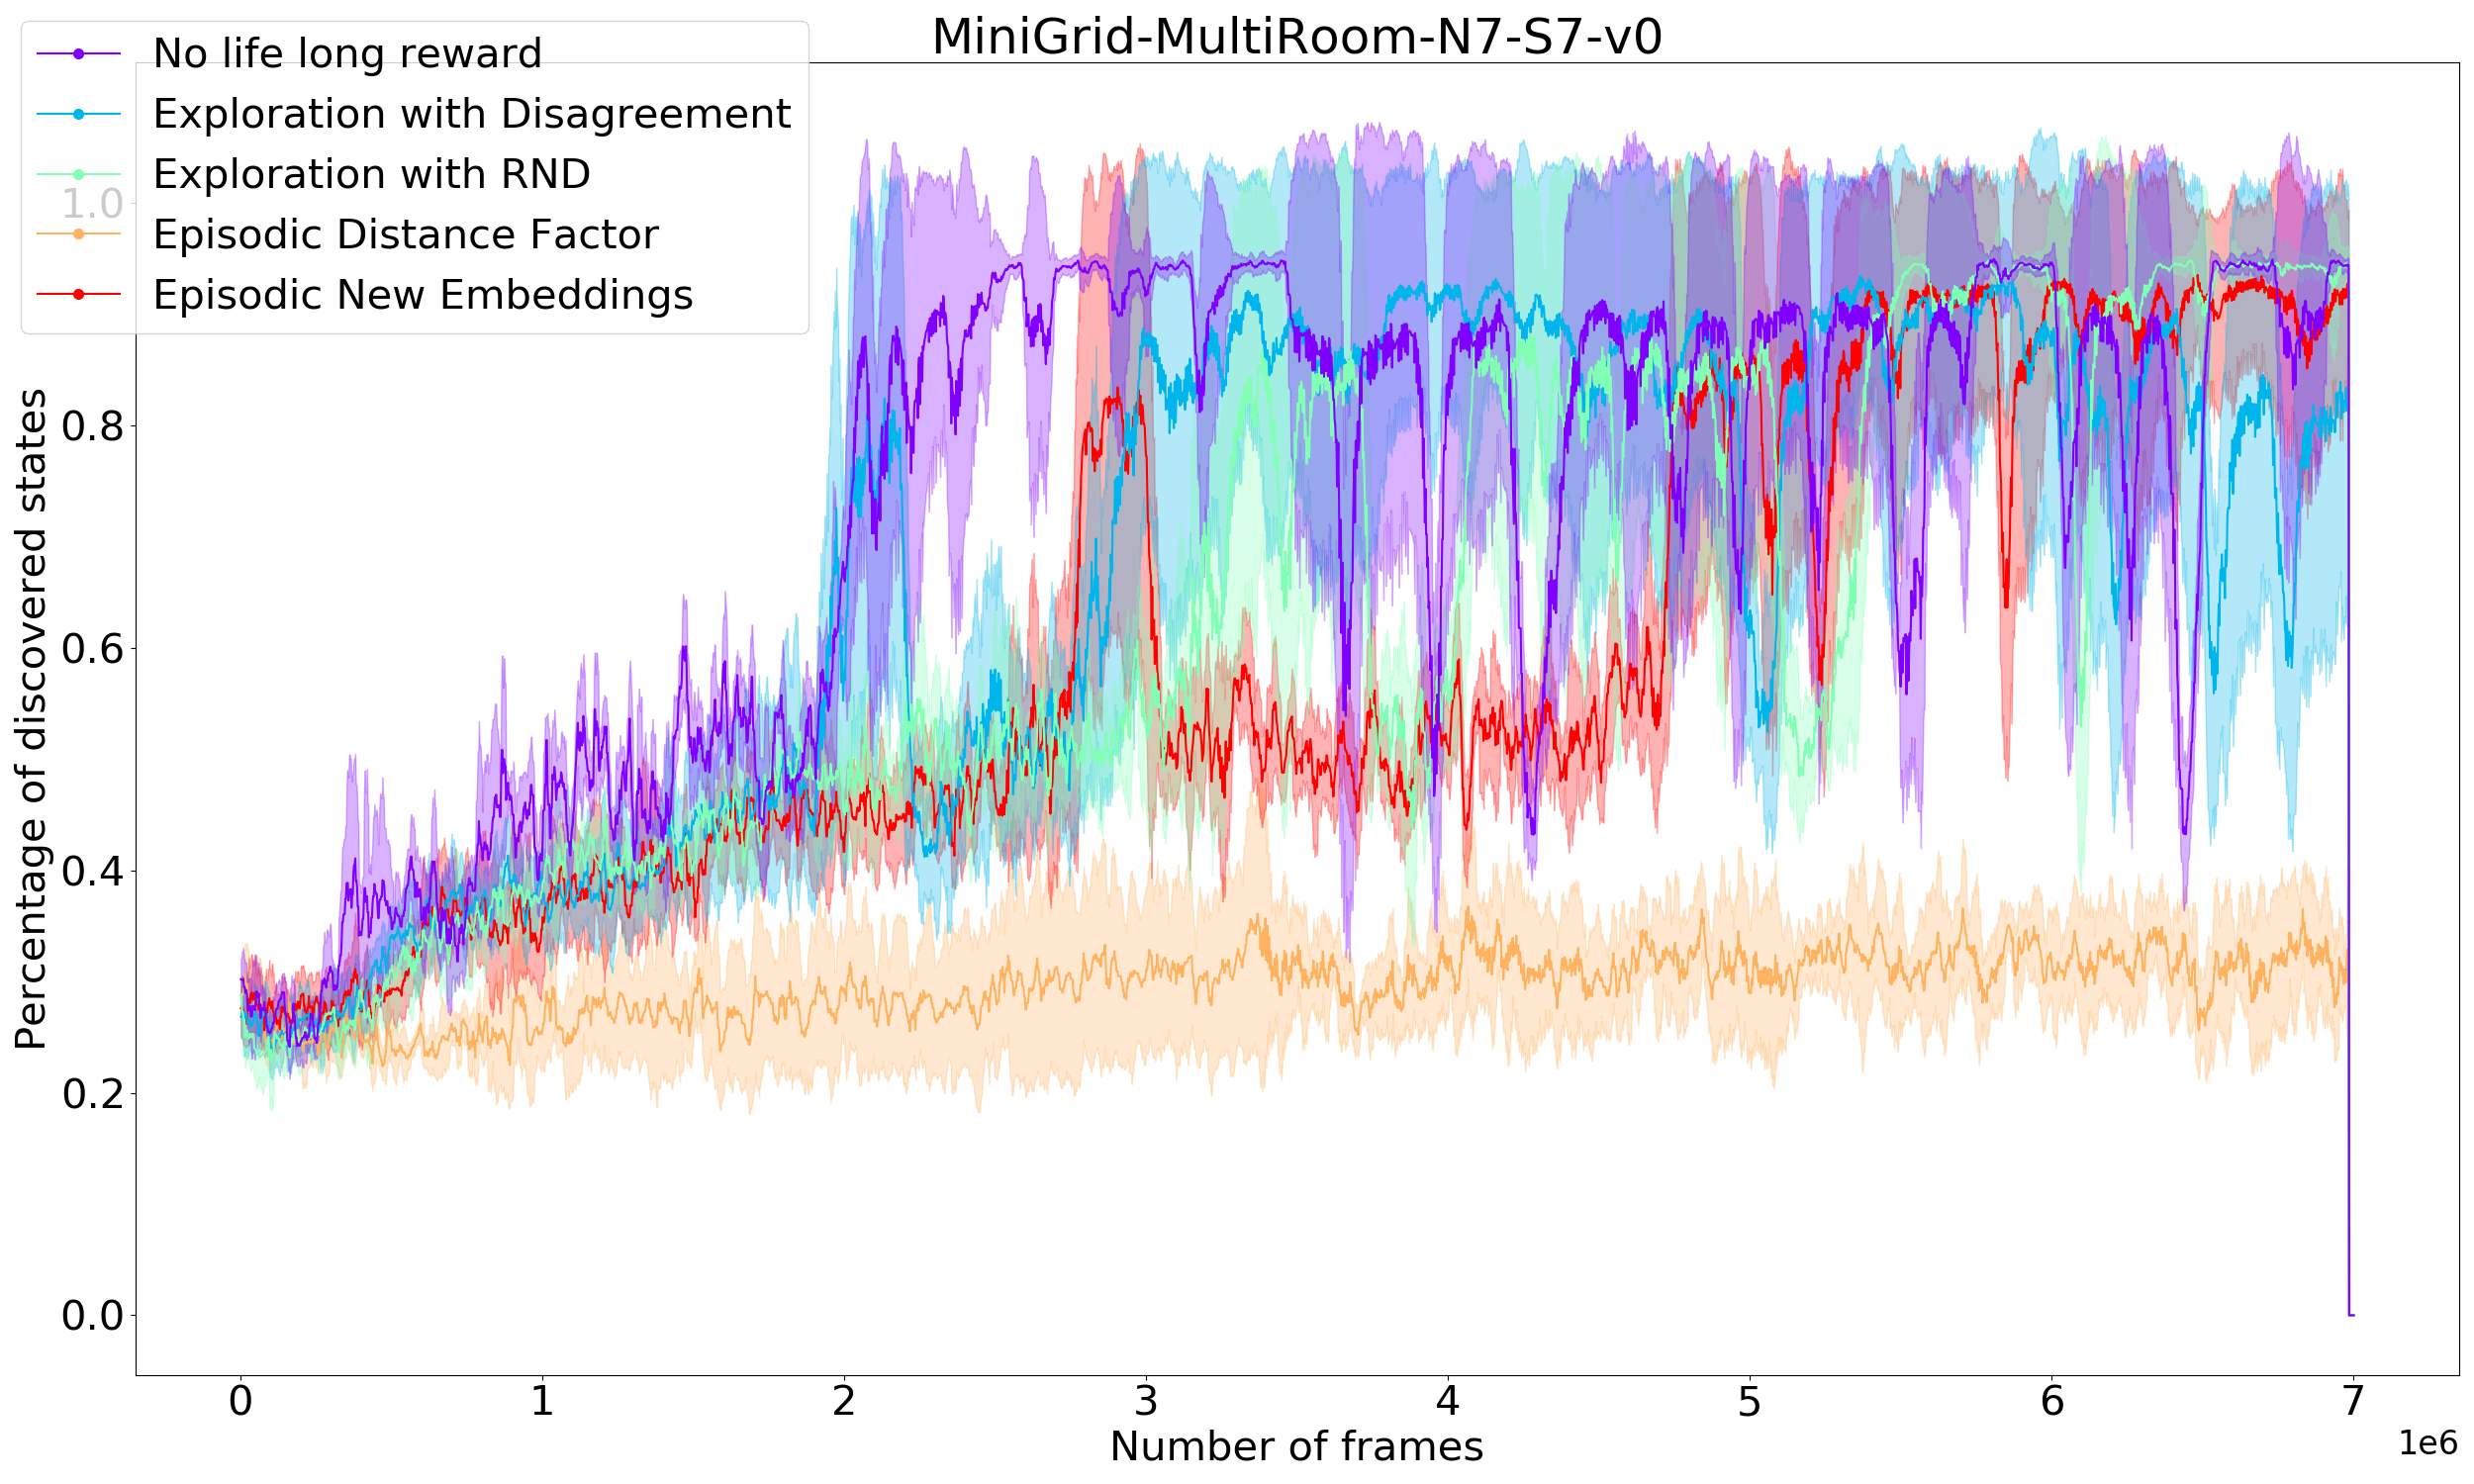 MiniGrid-MultiRoom-N7-S7-v0
No life long reward
Exploration with Disagreement
Exploration with RND
Episodic Distance Factor
Episodic New Embeddings
Percentage of discovered states
1.0
0.8
0.6
0.4
0.2
0.0
0 1 2 3 4 5 6 7
1e6
Number of frames